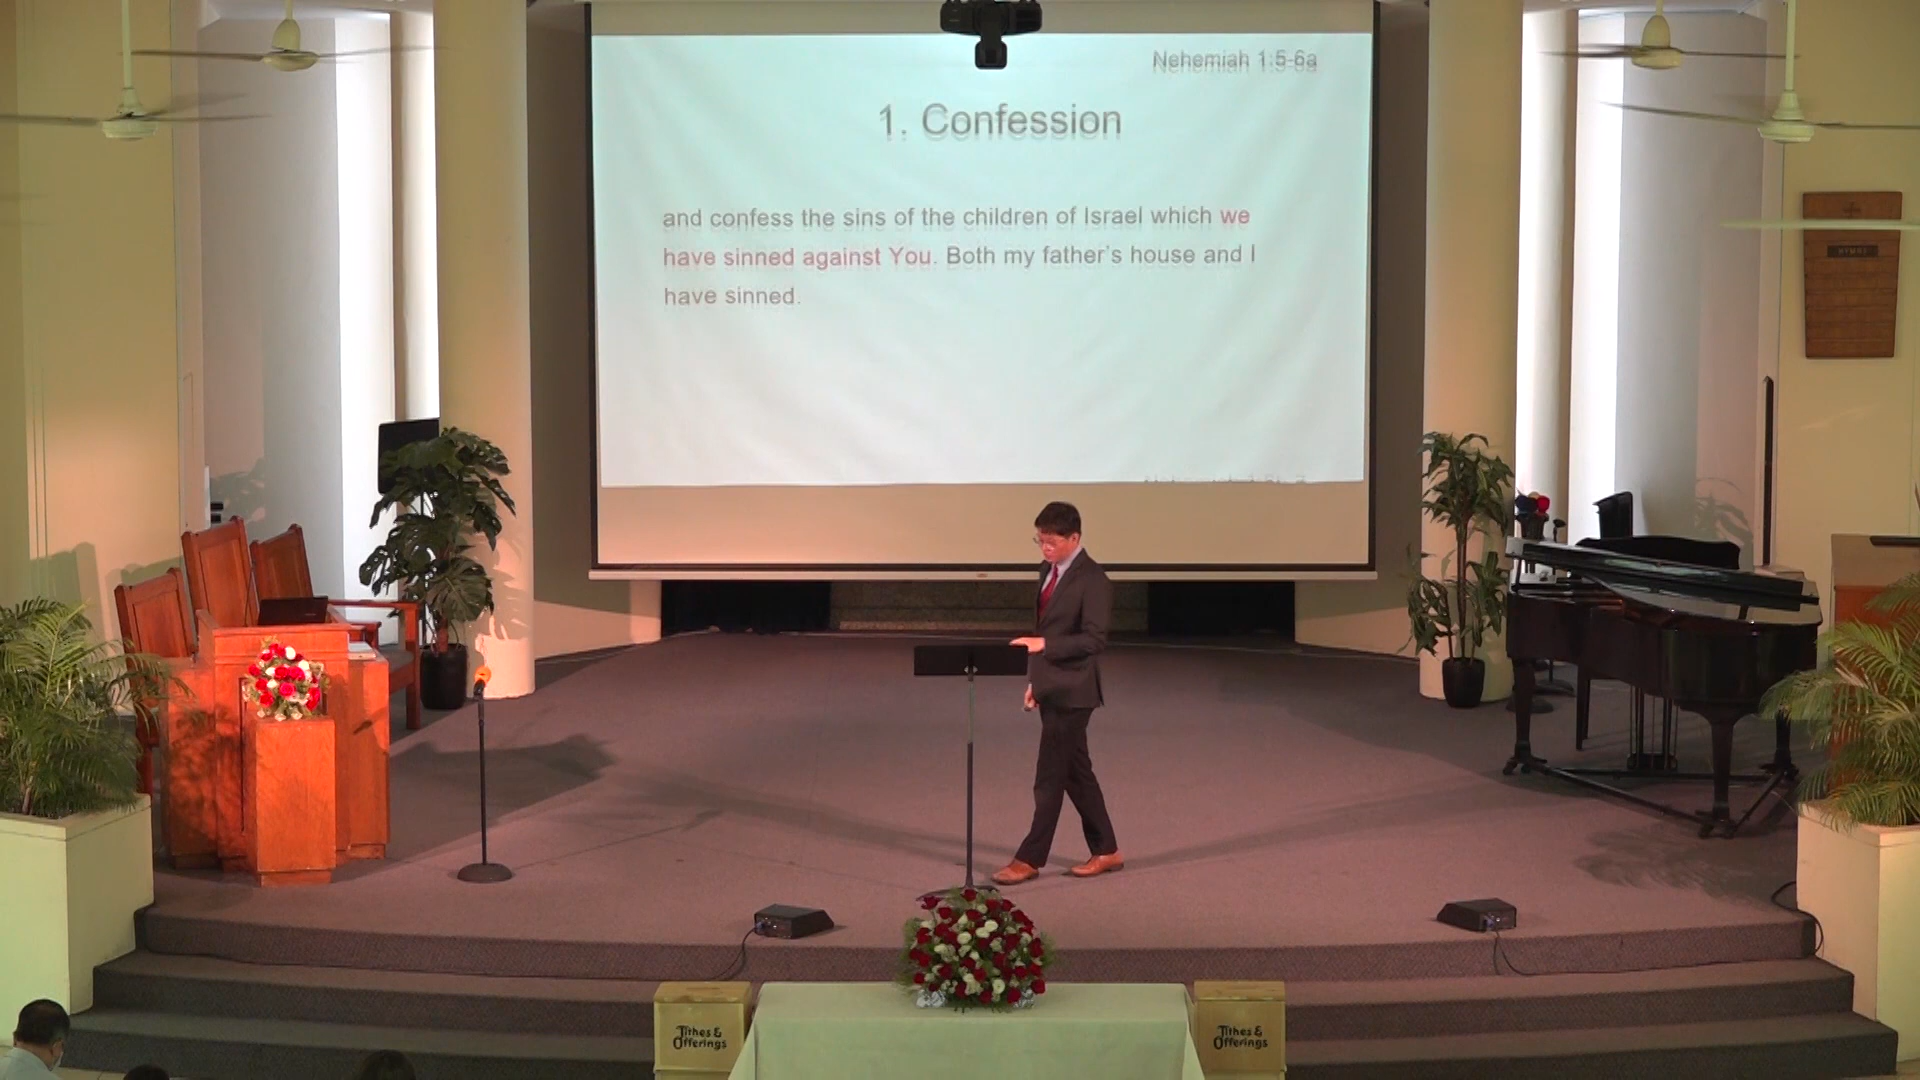 Nehemiah 1:5-6a
1. Confession
and confess the sins of the children of Israel which we
have sinned against You. Both my father's house and I
have sinned.
HYMNS
Tithes &
Offerings
Tithes &
Offerings